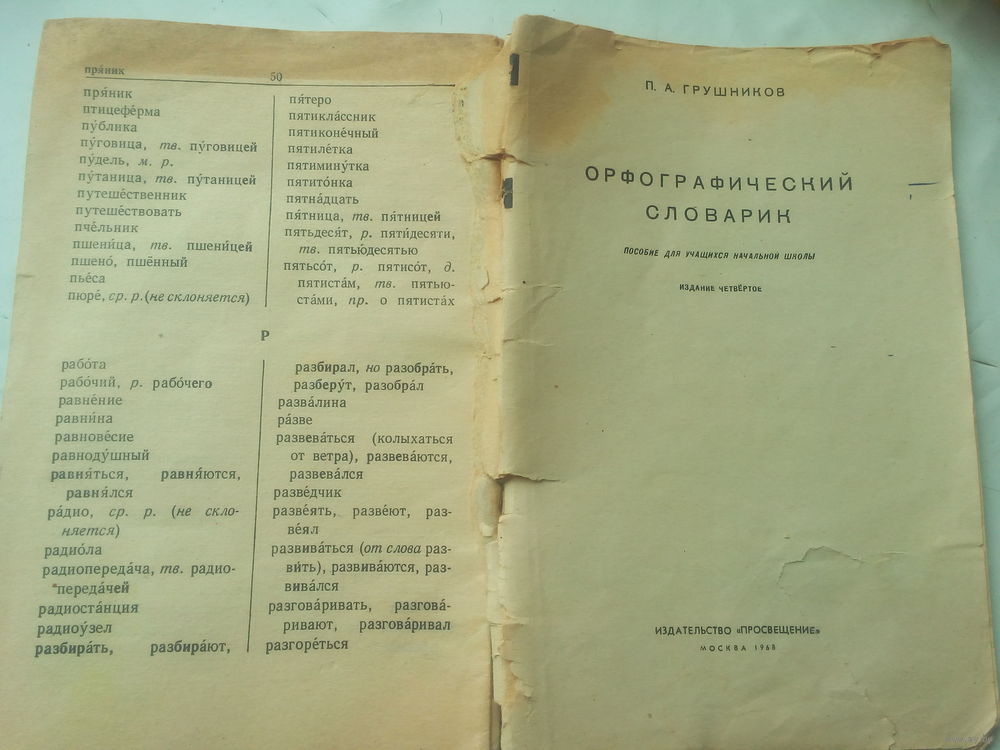 пря́ник
50
пря́ник
птицефе́рма
пу́блика
пу́говица, тв. пу́говицей
пу́дель, м. р.
пу́таница, тв. пу́таницей
путеше́ственник
путеше́ствовать
пче́льник
пшени́ца, тв. пшени́цей
пшено́, пшённый
пье́са
пюре́, ср. р. (не склоняется)
пя́теро
пятикла́ссник
пятиконе́чный
пятиле́тка
пятимину́тка
пятито́нка
пятна́дцать
пя́тница, тв. пя́тницей
пятьдеся́т, р. пяти́десяти,
тв. пятью́десятью
пятьсо́т, р. пятисо́т, д.
пятиста́м, тв. пятью-
ста́ми, пр. о пятиста́х
Р
рабо́та
рабо́чий, р. рабо́чего
равне́ние
равни́на
равнове́сие
равноду́шный
равня́ться, равня́ются,
равня́лся
ра́дио, ср. р. (не скло-
няется)
радио́ла
радиопереда́ча, тв. радио-
переда́чей
радиоста́нция
радиоу́зел
разбира́ть, разбира́ют,
разбирал, но разобра́ть,
разберу́т, разобра́л
разва́лина
ра́зве
развева́ться (колыхаться
от ветра), развева́ются,
развева́лся
разве́дчик
разве́ять, разве́ют, раз-
ве́ял
развива́ться (от слова раз-
ви́ть), развива́ются, раз-
вива́лся
разгова́ривать, разгова́-
ривают, разгова́ривал
разгоре́ться
П. А. ГРУШНИКОВ
ОРФОГРАФИЧЕСКИЙ
СЛОВАРИК
ПОСОБИЕ ДЛЯ УЧАЩИХСЯ НАЧАЛЬНОЙ ШКОЛЫ
ИЗДАНИЕ ЧЕТВЁРТОЕ
ИЗДАТЕЛЬСТВО «ПРОСВЕЩЕНИЕ»
МОСКВА 1968